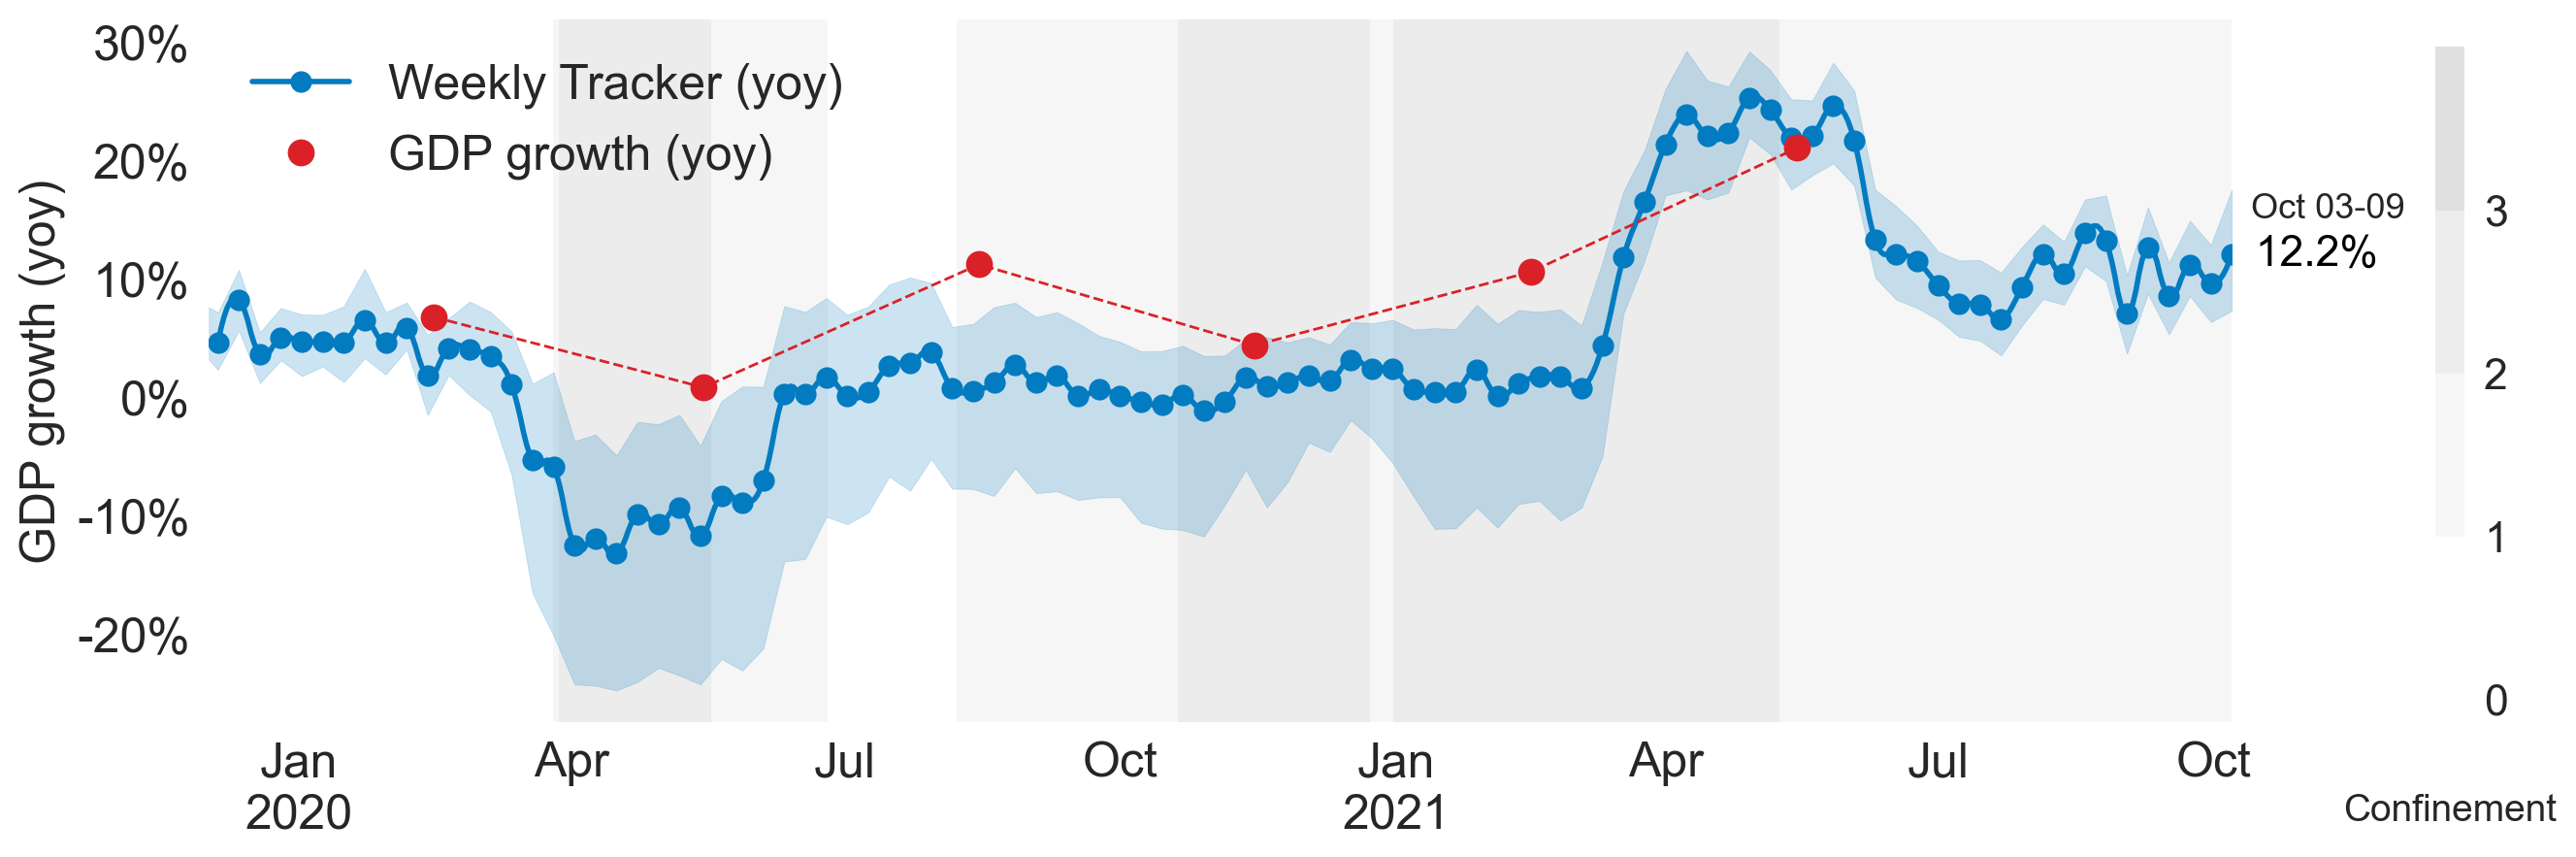 30%
20%
10%
0%
-10%
-20%
GDP growth (yoy)
Weekly Tracker (yoy)
GDP growth (yoy)
Oct 03-09
12.2%
3
2
1
0
Jan
2020
Apr
Jul
Oct
Jan
2021
Apr
Jul
Oct
Confinement